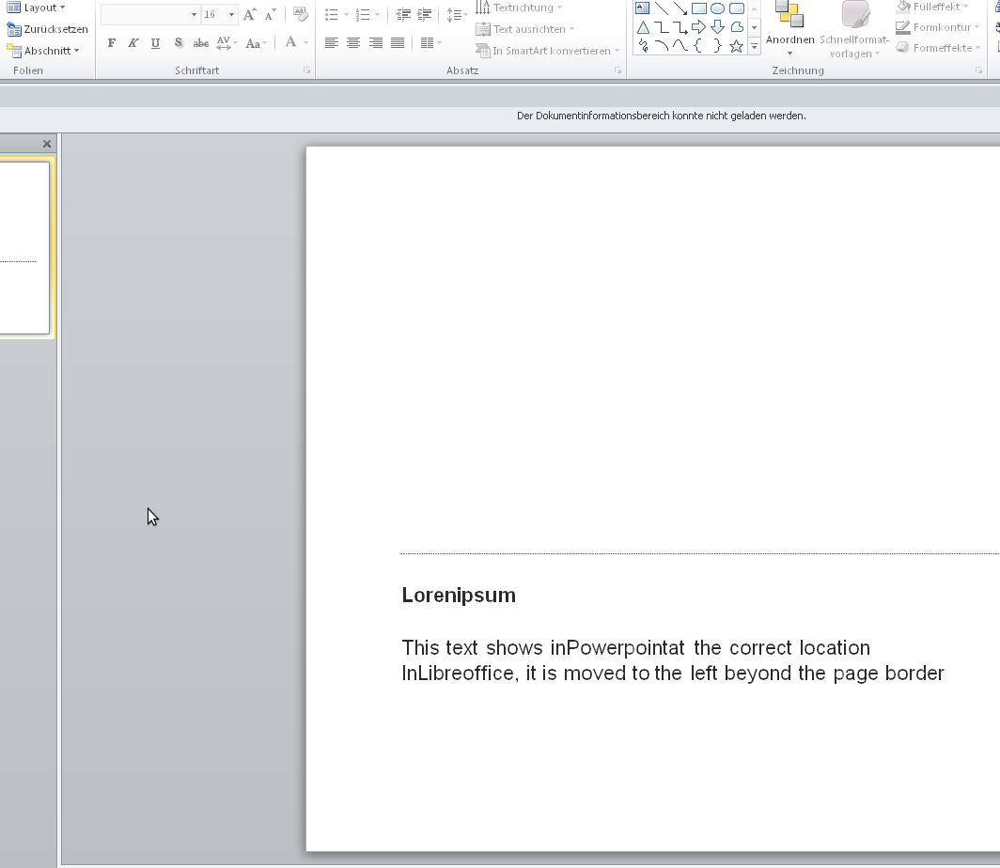 Layout
Zurücksetzen
Abschnitt
Folien
16
F K U S abc AV Aa A
Schriftart
Absatz
Textrichtung
Text ausrichten
In SmartArt konvertieren
Anordnen
Schnellformat-
vorlagen
Fülleffekt
Formkontur
Formeffekte
Zeichnung
Der Dokumentinformationsbereich konnte nicht geladen werden.
Lorenipsum
This text shows inPowerpointat the correct location
InLibreoffice, it is moved to the left beyond the page border